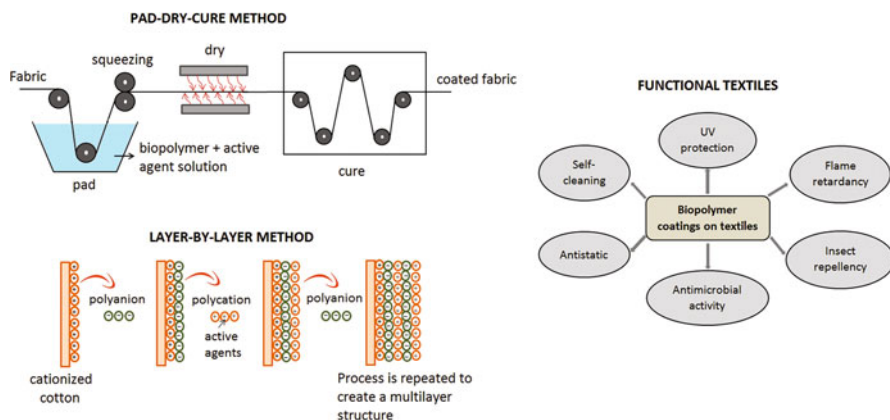 PAD-DRY-CURE METHOD
Fabric
squeezing
dry
coated fabric
biopolymer + active
agent solution
pad
cure
LAYER-BY-LAYER METHOD
polyanion
polycation
active
agents
polyanion
cationized
cotton
Process is repeated to
create a multilayer
structure
FUNCTIONAL TEXTILES
UV
protection
Self-
cleaning
Flame
retardancy
Biopolymer
coatings on textiles
Antistatic
Insect
repellency
Antimicrobial
activity